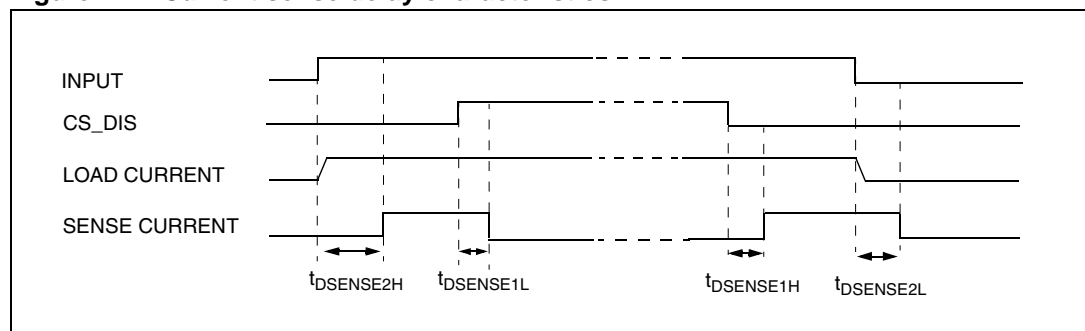 INPUT
CS_DIS
LOAD CURRENT
SENSE CURRENT
tDSENSE2H tDSENSE1L tDSENSE1H tDSENSE2L